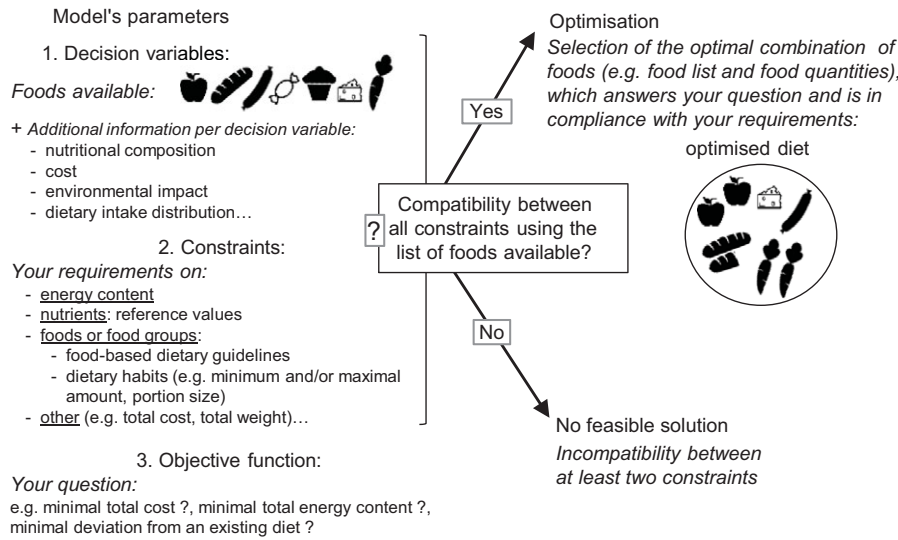 Model's parameters
1. Decision variables:
Foods available:
+ Additional information per decision variable:
- nutritional composition
- cost
- environmental impact
- dietary intake distribution…
2. Constraints:
Your requirements on:
- energy content
- nutrients: reference values
- foods or food groups:
- food-based dietary guidelines
- dietary habits (e.g. minimum and/or maximal
amount, portion size)
- other (e.g. total cost, total weight)…
3. Objective function:
Your question:
e.g. minimal total cost ?, minimal total energy content ?,
minimal deviation from an existing diet ?
?
Compatibility between
all constraints using the
list of foods available?
Yes
Optimisation
Selection of the optimal combination of
foods (e.g. food list and food quantities),
which answers your question and is in
compliance with your requirements:
optimised diet
No
No feasible solution
Incompatibility between
at least two constraints